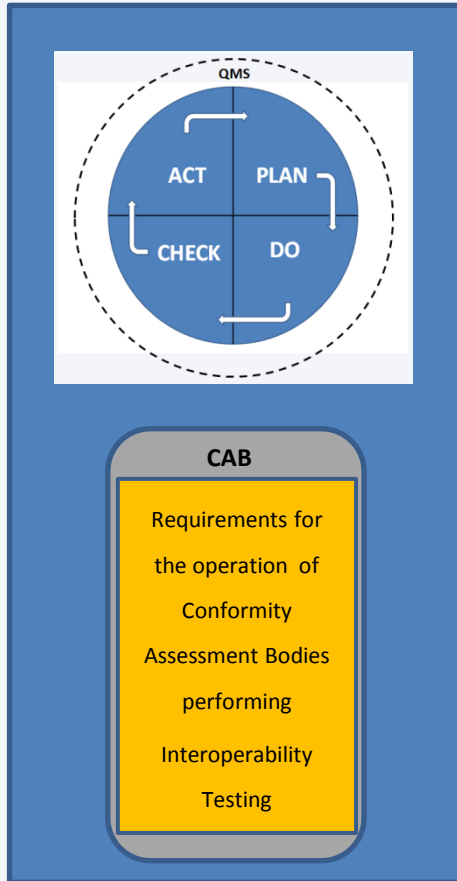 QMS
ACT PLAN
CHECK DO
CAB
Requirements for
the operation of
Conformity
Assessment Bodies
performing
Interoperability
Testing